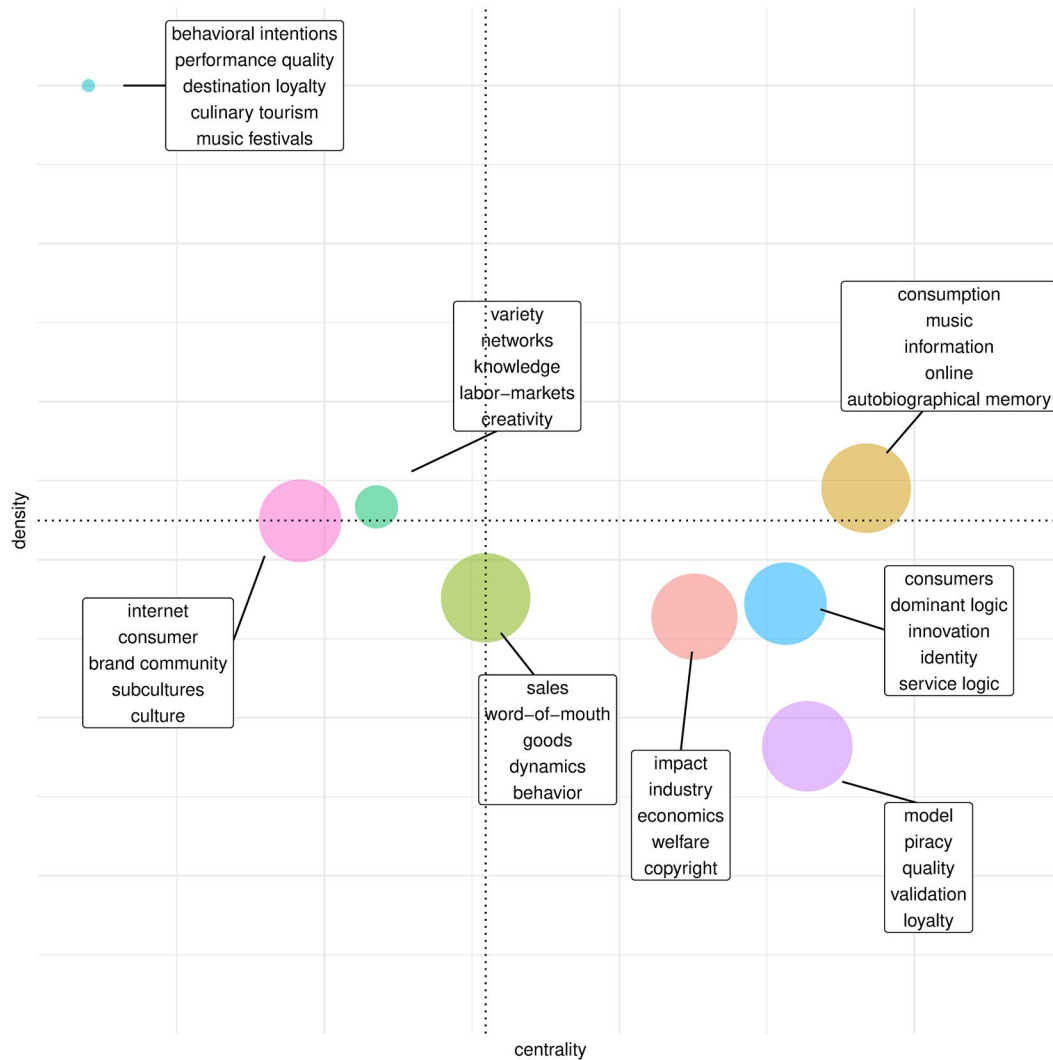 behavioral intentions
performance quality
destination loyalty
culinary tourism
music festivals
consumption
music
information
online
autobiographical memory
variety
networks
knowledge
labor−markets
creativity
density
internet
consumer
brand community
subcultures
culture
consumers
dominant logic
innovation
identity
service logic
sales
word−of−mouth
goods
dynamics
behavior
impact
industry
economics
welfare
copyright
model
piracy
quality
validation
loyalty
centrality